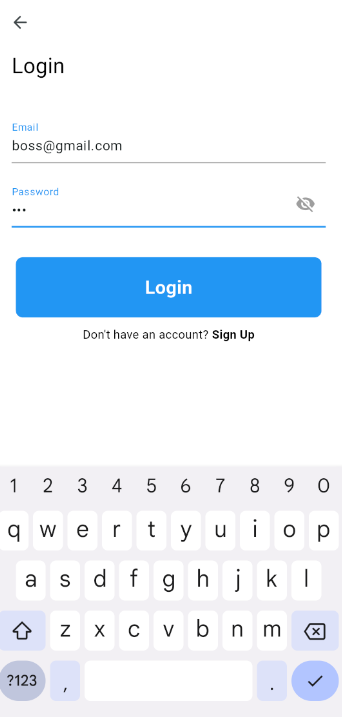 Login
Email
boss@gmail.com
Password
•••
Login
Don't have an account? Sign Up
1 2 3 4 5 6 7 8 9 0
q w e r t y u i o p
a s d f g h j k l
z x c v b n m
?123 , .